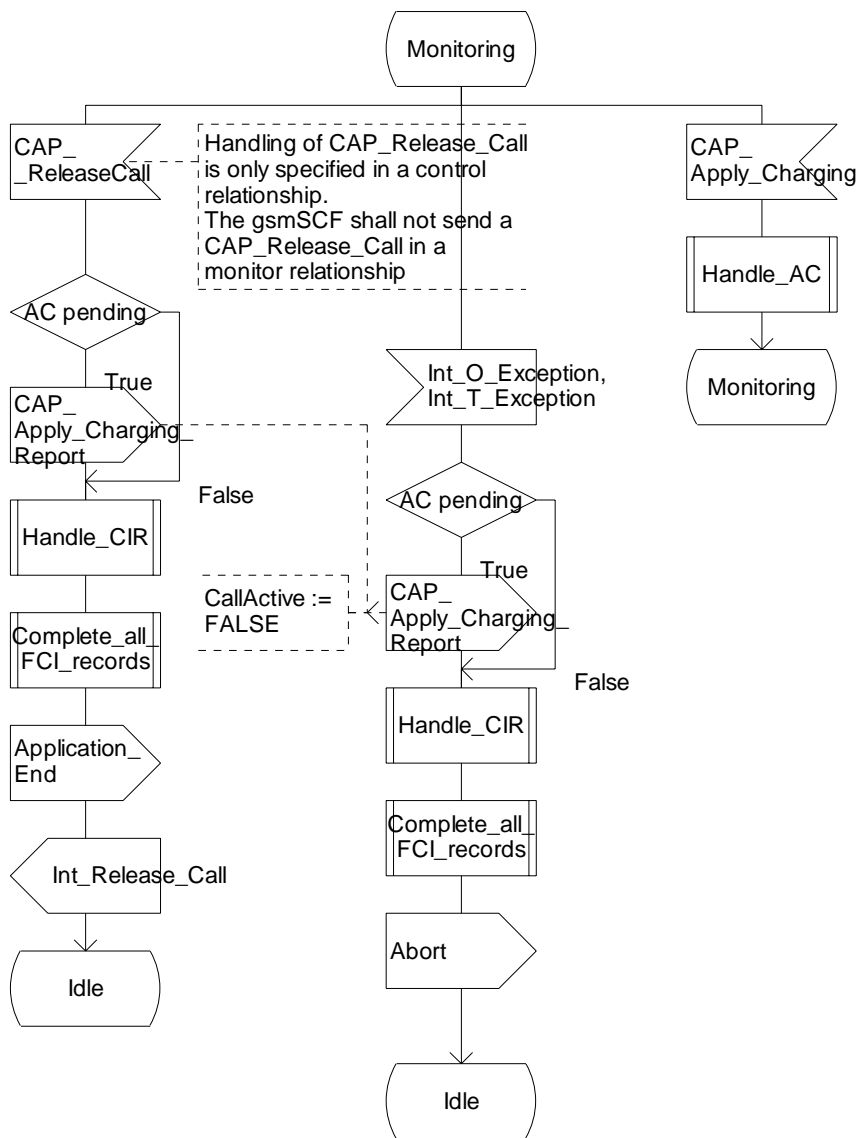 Monitoring
CAP_
_ReleaseCall
Handling of CAP_Release_Call
is only specified in a control
relationship.
The gsmSCF shall not send a
CAP_Release_Call in a
monitor relationship
CAP_
Apply_Charging
Handle_AC
Monitoring
AC pending
True
CAP_
Apply_Charging_
Report
False
Handle_CIR
Complete_all_
FCI_records
Application_
End
Int_Release_Call
Idle
Int_O_Exception,
Int_T_Exception
AC pending
True
CallActive :=
FALSE
CAP_
Apply_Charging_
Report
False
Handle_CIR
Complete_all_
FCI_records
Abort
Idle